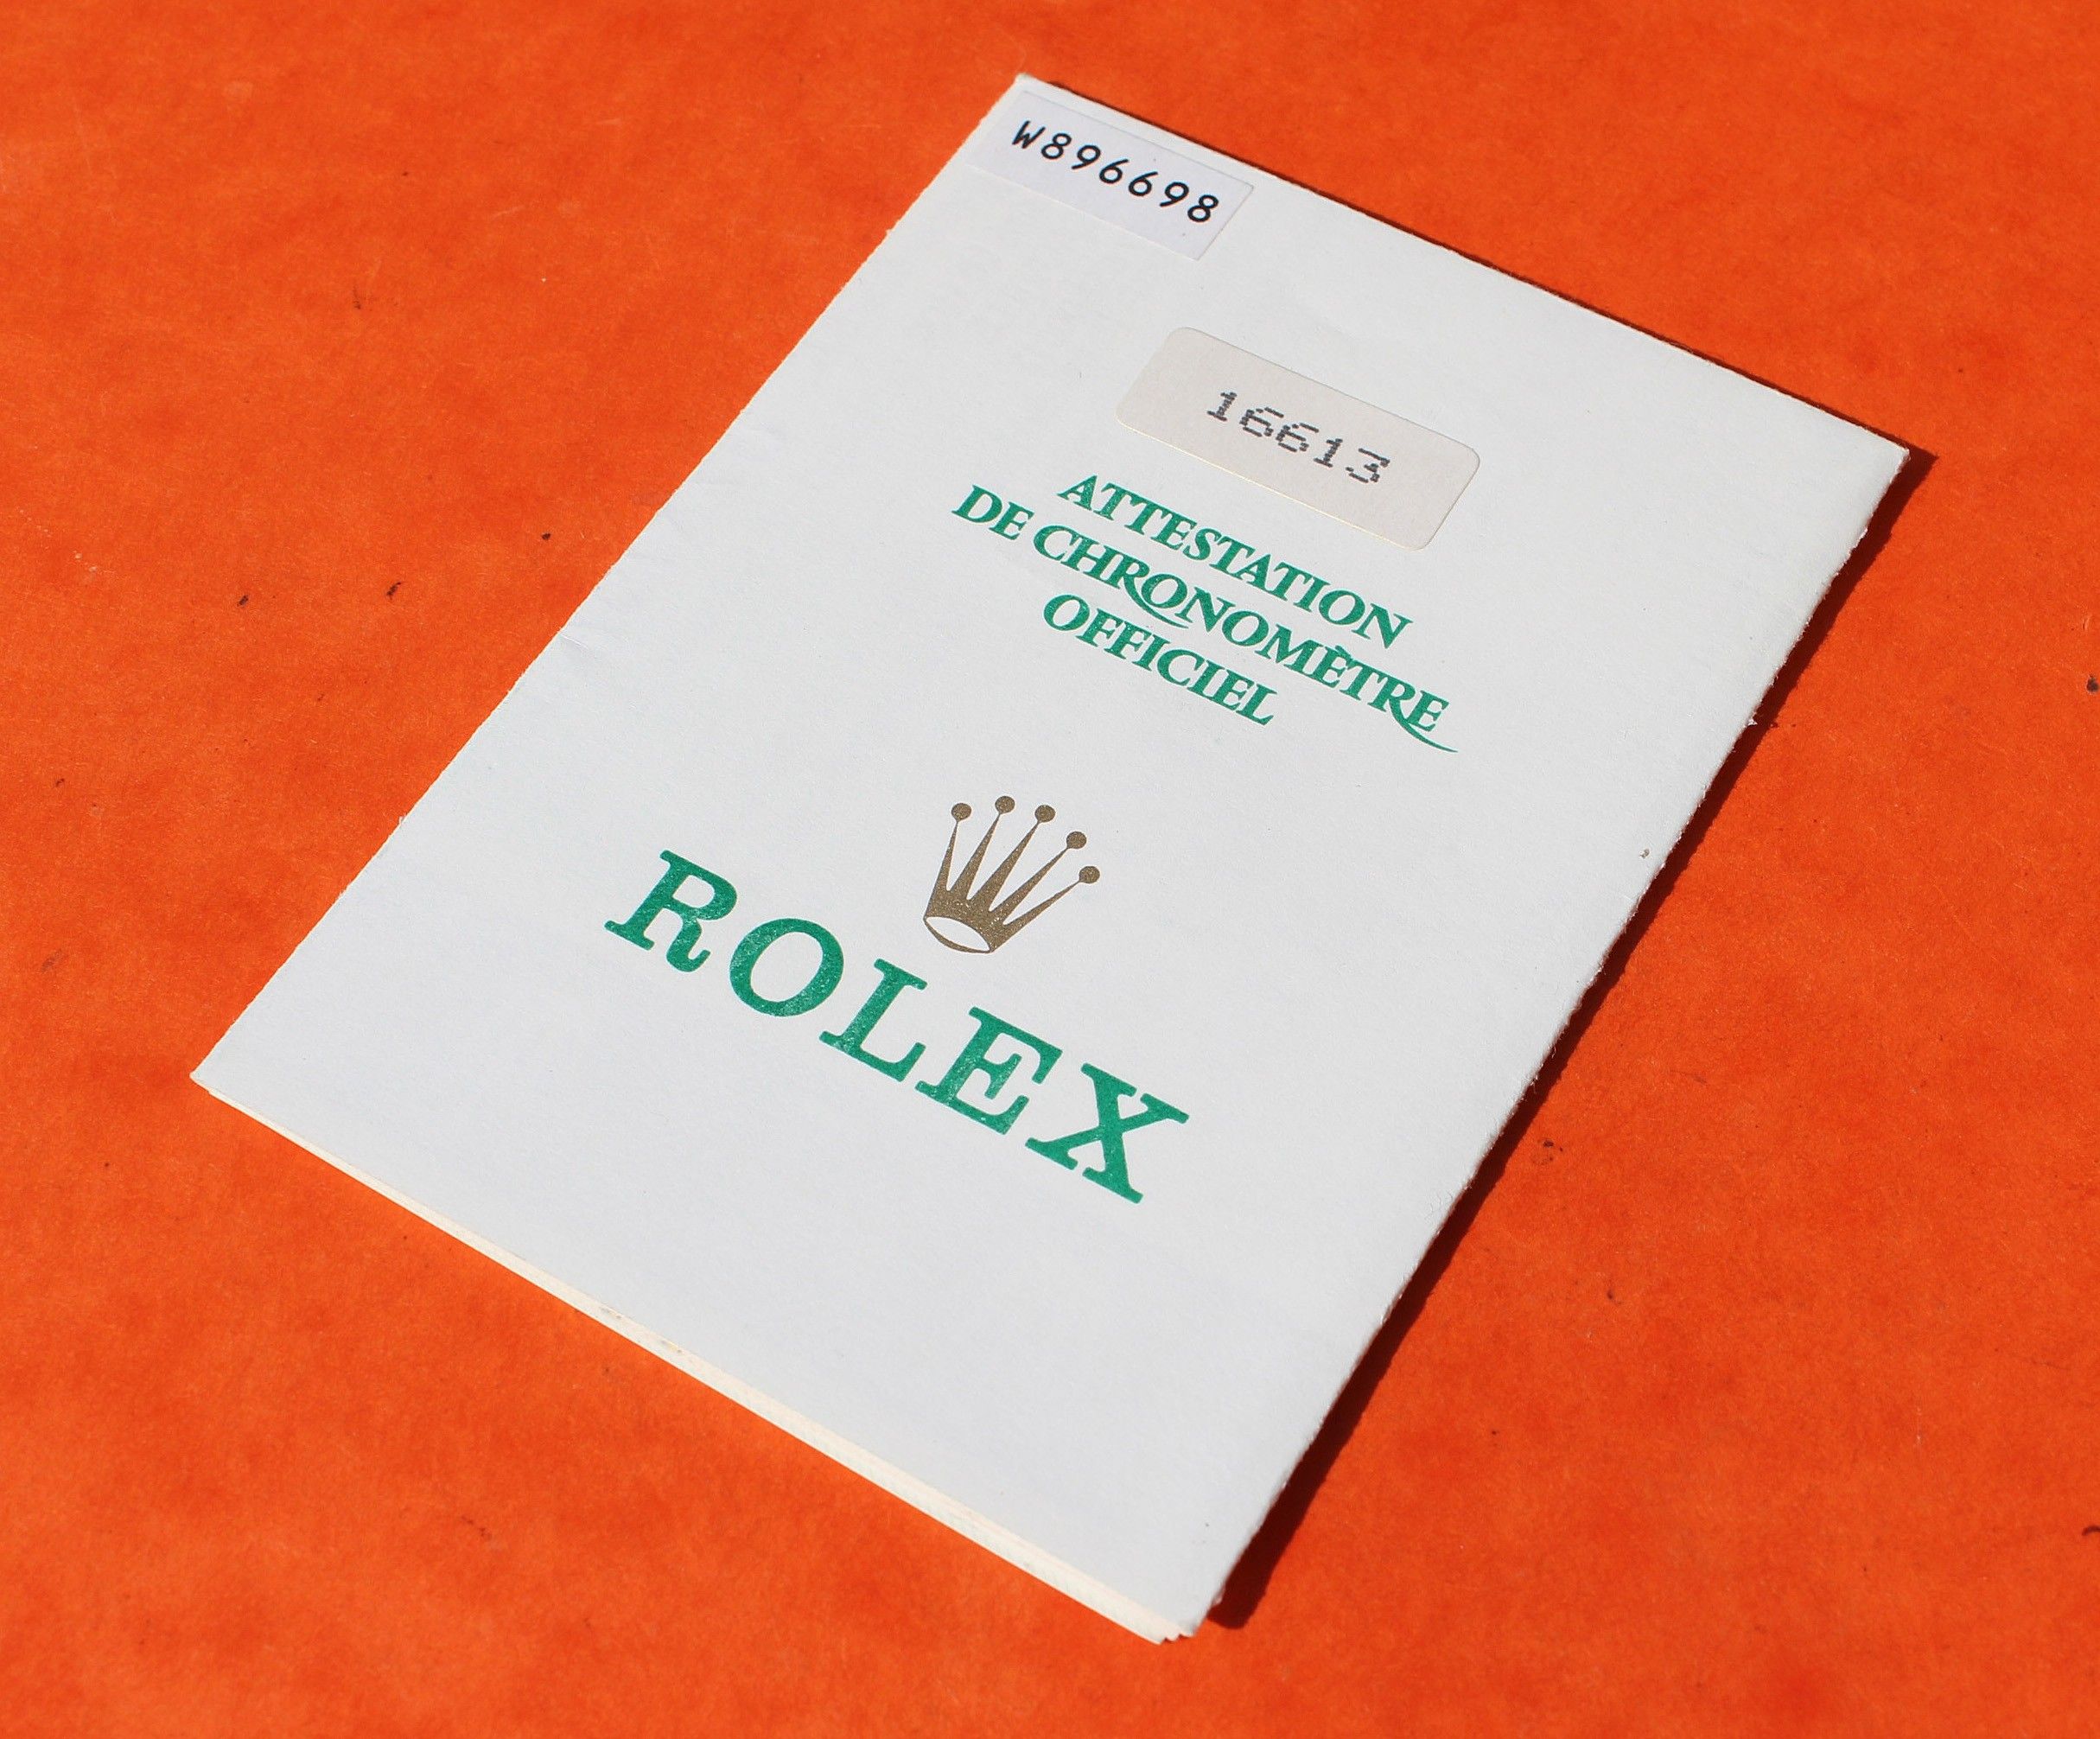 W896698
16613
ATTESTATION
DE CHRONOMÈTRE
OFFICIEL
ROLEX